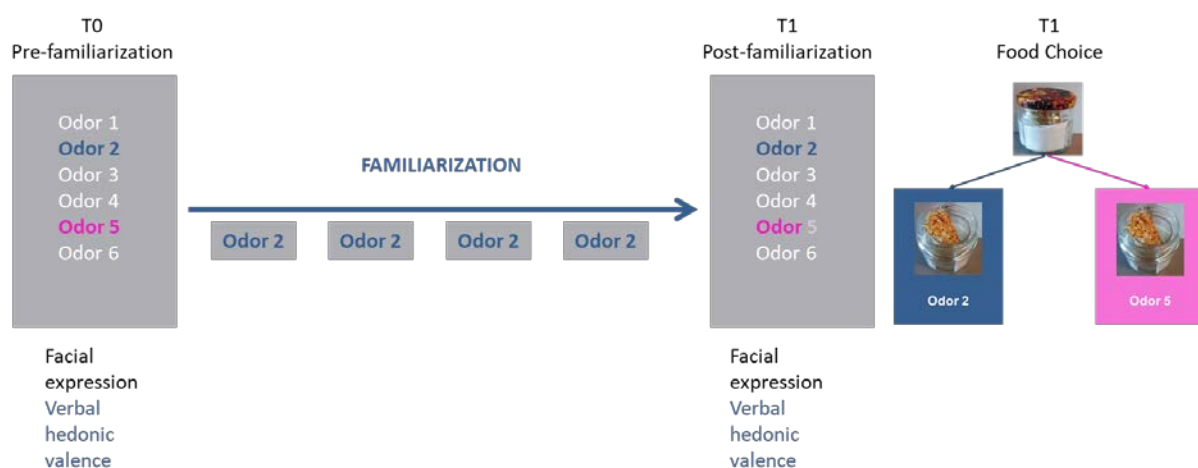 T0
Pre-familiarization
Odor 1
Odor 2
Odor 3
Odor 4
Odor 5
Odor 6
Facial
expression
Verbal
hedonic
valence
FAMILIARIZATION
Odor 2
Odor 2
Odor 2
Odor 2
T1
Post-familiarization
Odor 1
Odor 2
Odor 3
Odor 4
Odor 5
Odor 6
Facial
expression
Verbal
hedonic
valence
T1
Food Choice
Odor 2
Odor 5